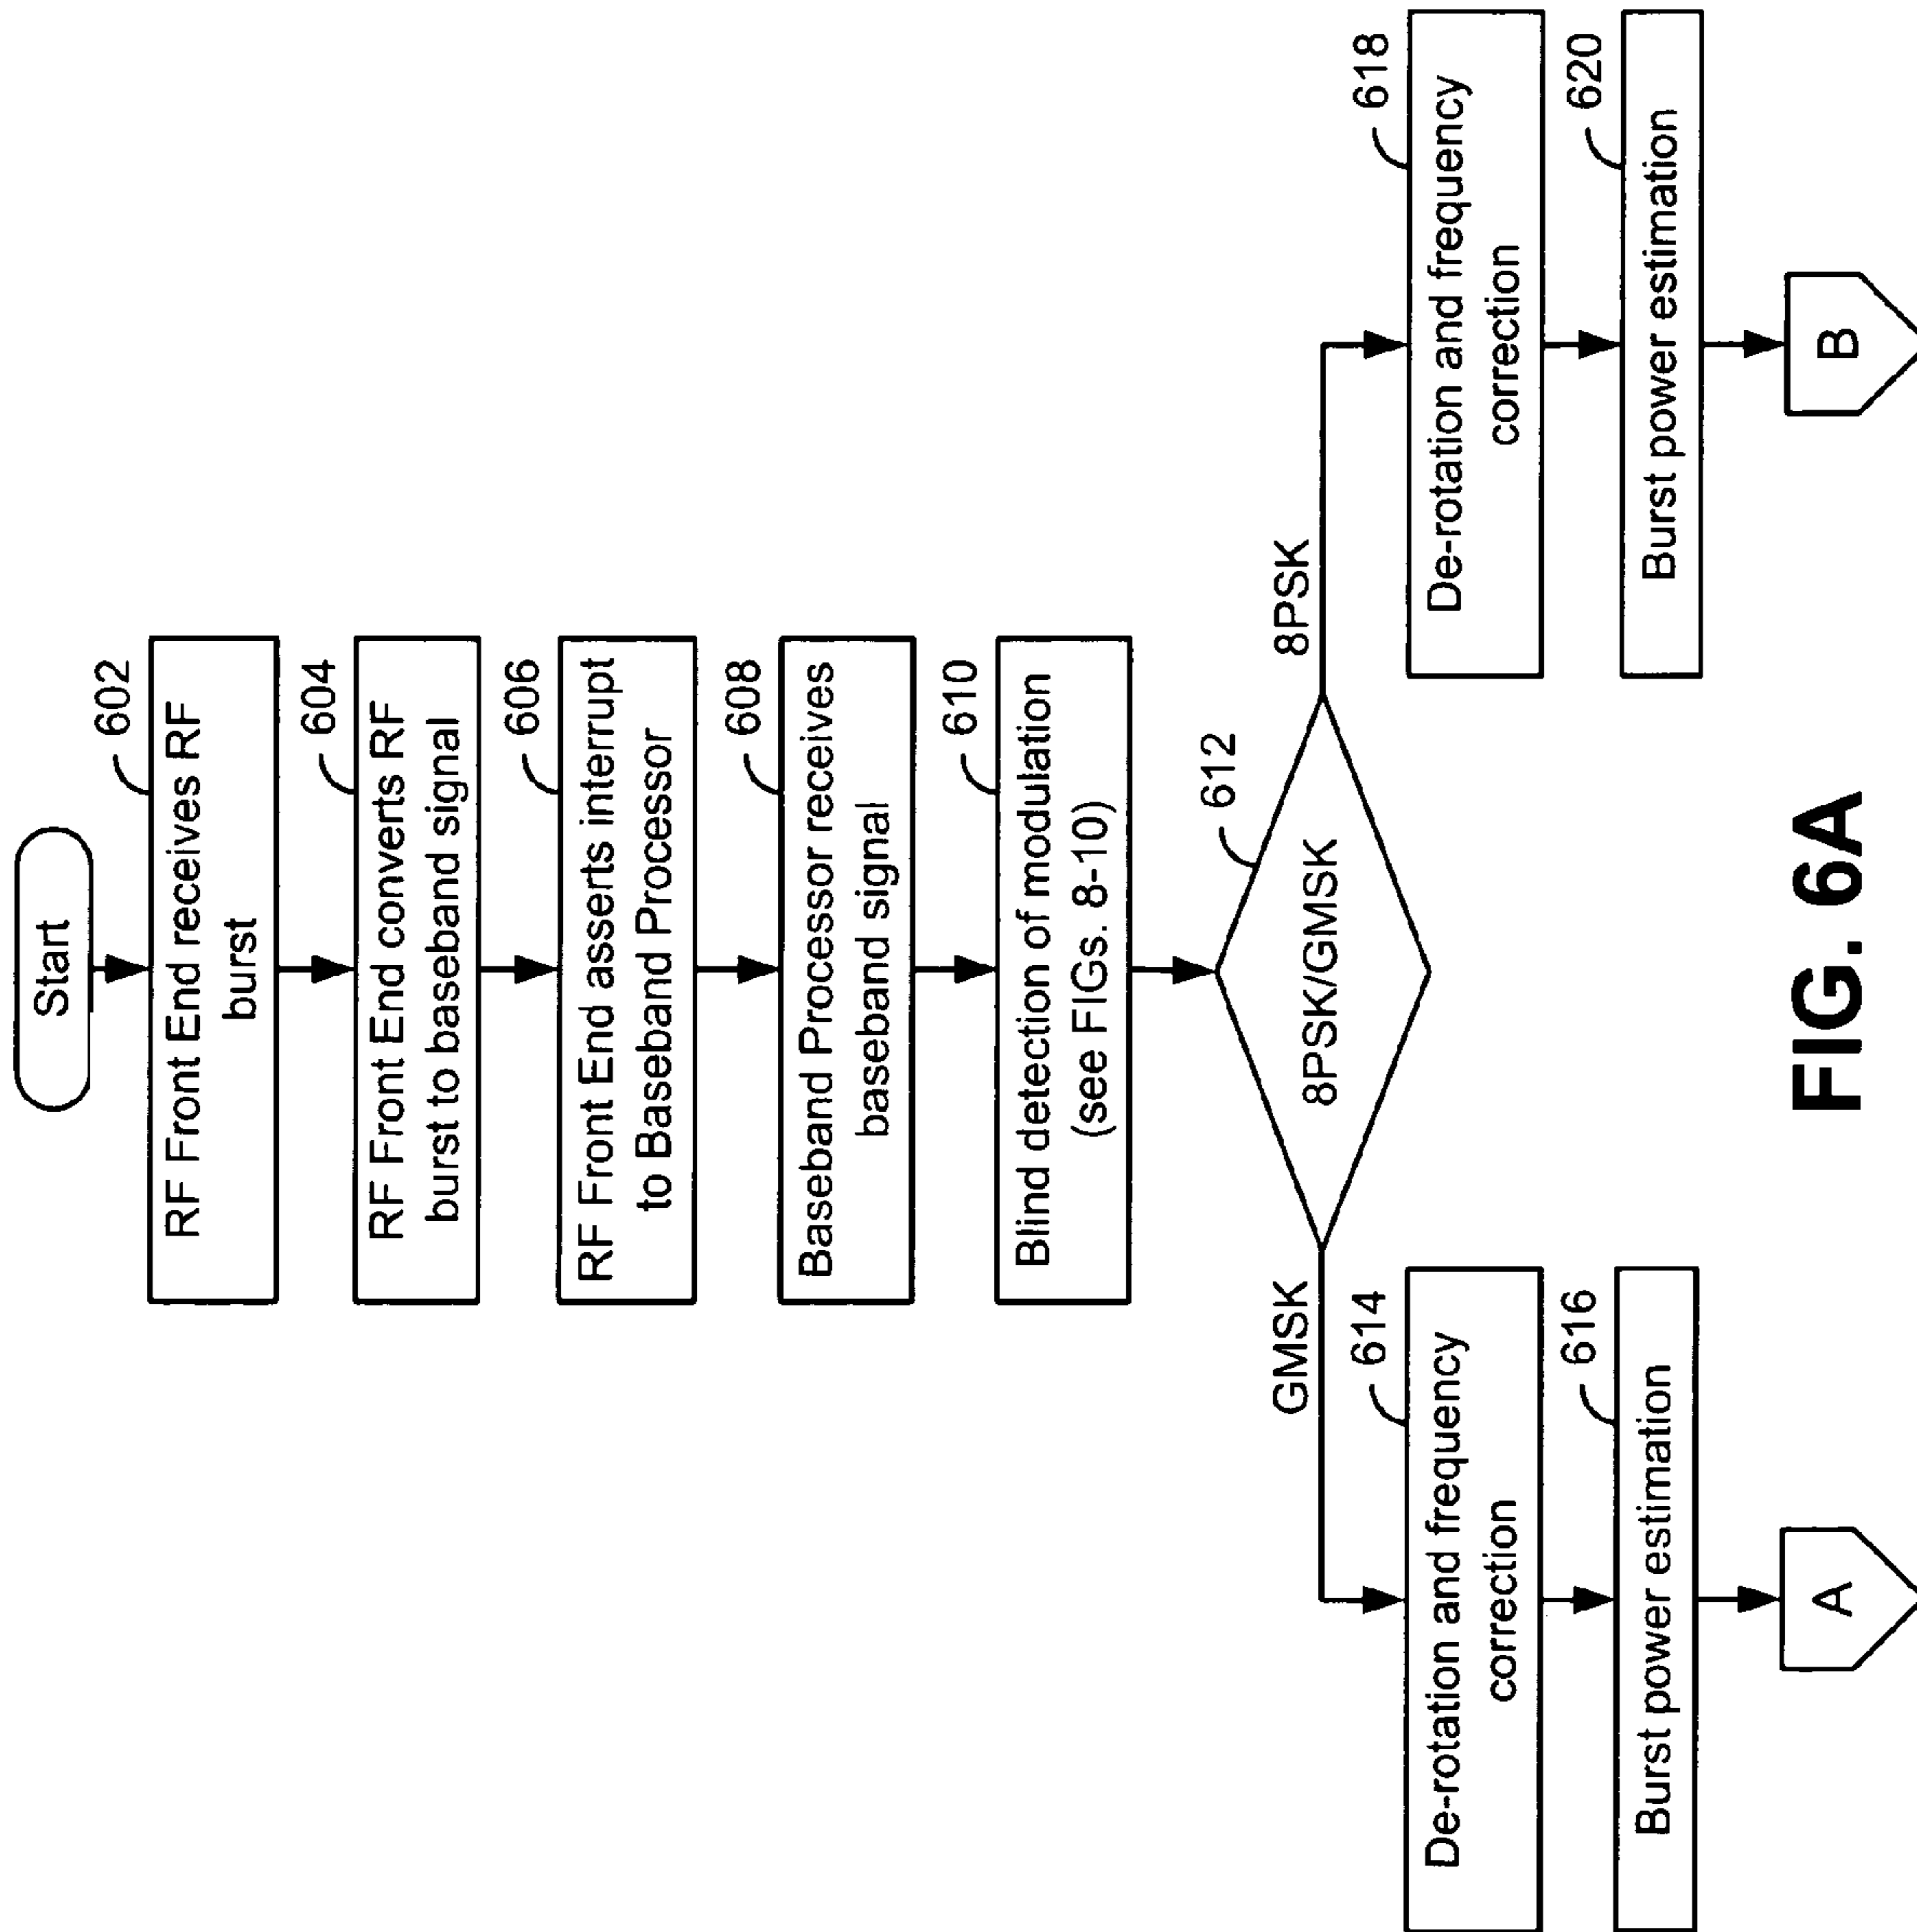 Start
602
RF Front End receives RF
burst
604
RF Front End converts RF
burst to baseband signal
606
RF Front End asserts interrupt
to Baseband Processor
608
Baseband Processor receives
baseband signal
610
Blind detection of modulation
(see FIGs. 8-10)
612
8PSK/GMSK
GMSK
614
De-rotation and frequency
correction
616
Burst power estimation
A
8PSK
618
De-rotation and frequency
correction
620
Burst power estimation
B
FIG. 6A